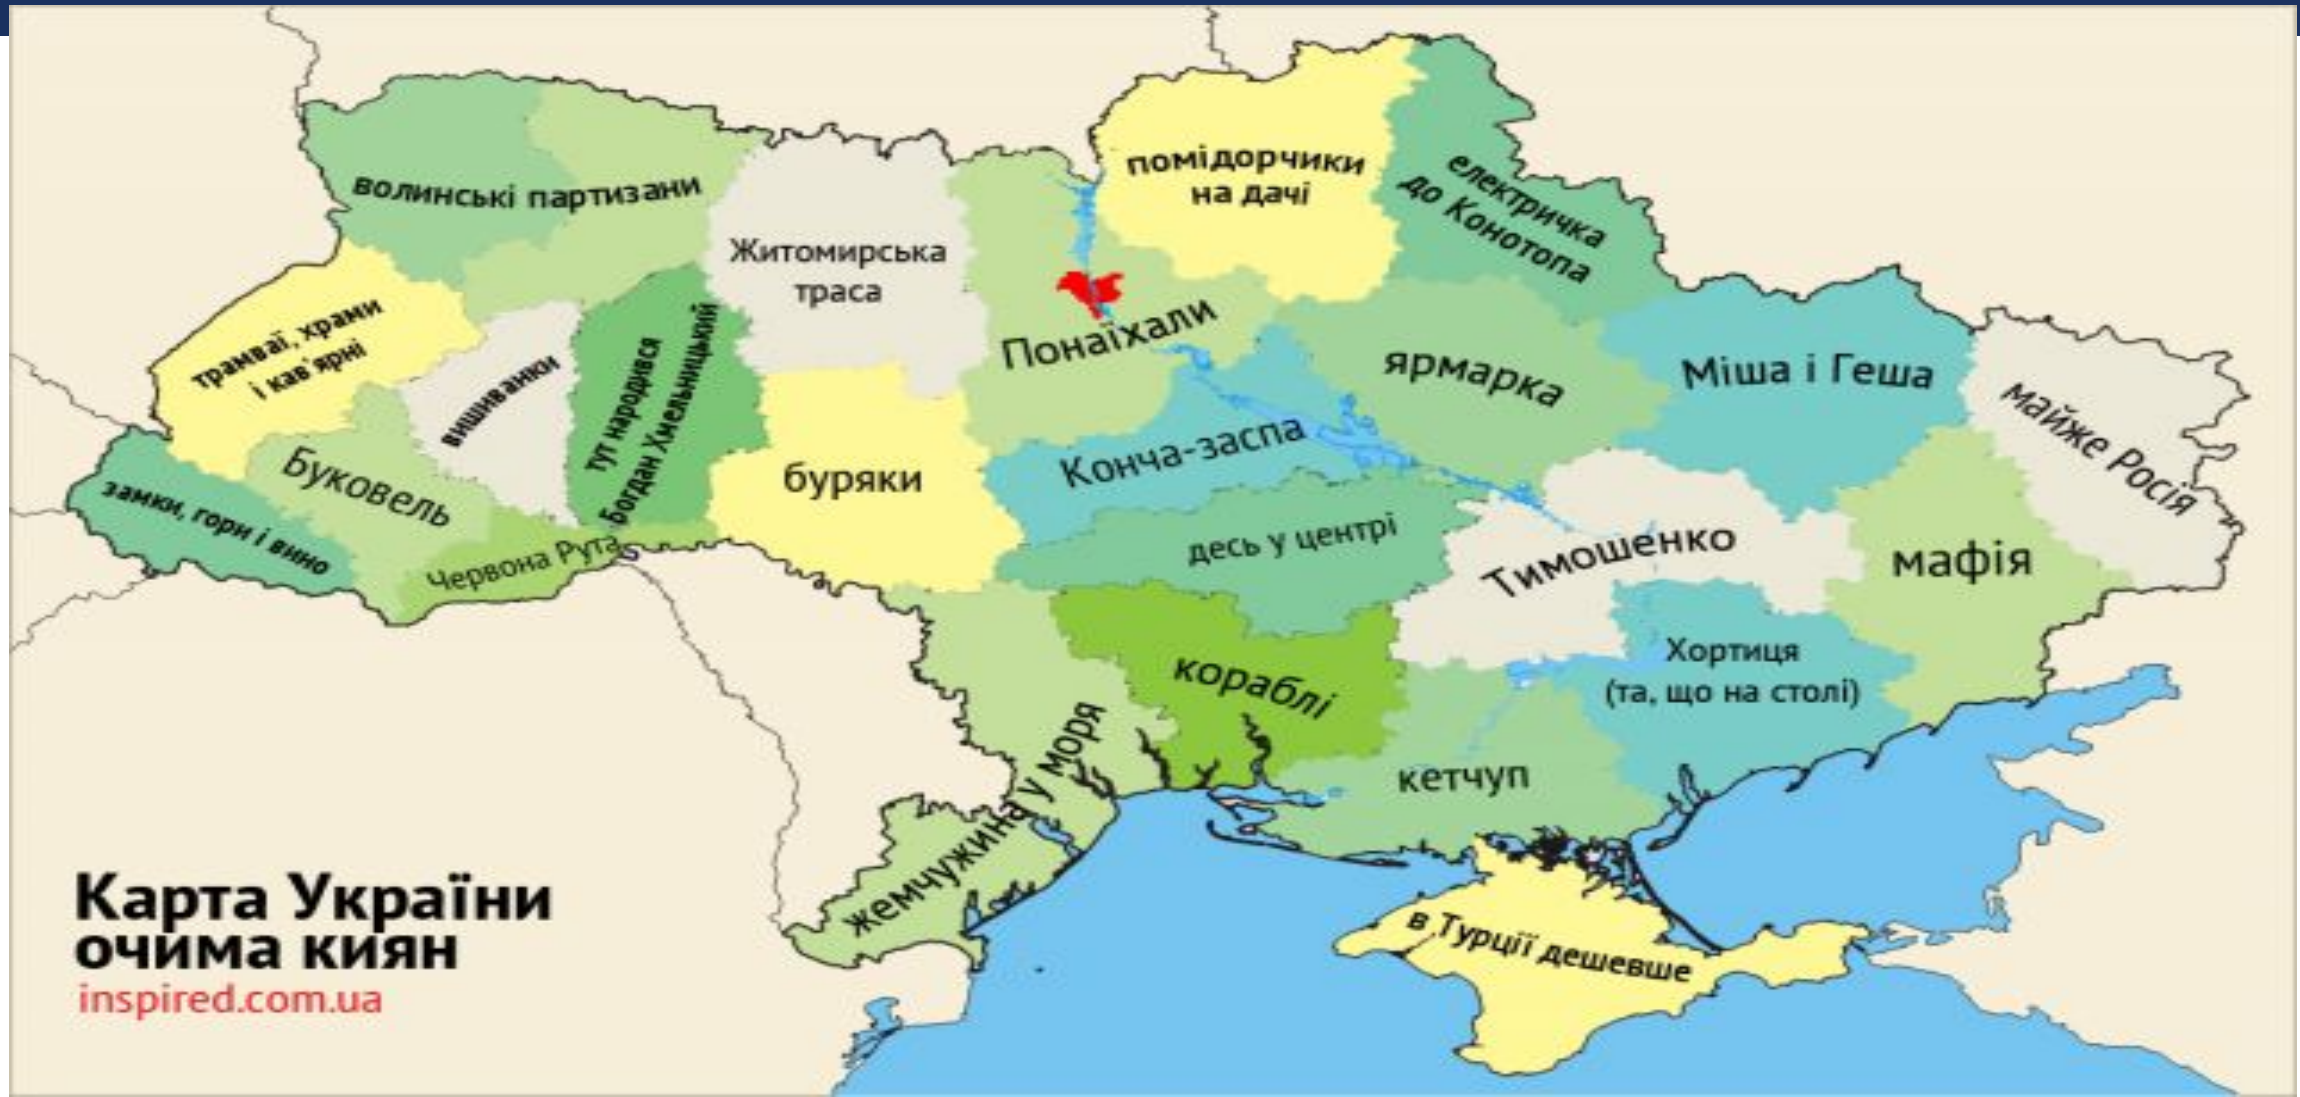 волинські партизани
Житомирська
траса
помідорчики
на дачі
електричка
до Конотопа
трамваї, храми
і кав'ярні
вишиванки
тут народився
Богдан Хмельницький
Понаїхали
ярмарка
Міша і Геша
майже Росія
замки, гори і вино
Буковель
Червона Рута
буряки
Конча-заспа
десь у центрі
Тимошенко
мафія
кораблі
Хортиця
(та, що на столі)
жемчужина у моря
кетчуп
в Турції дешевше
Карта України
очима киян
inspired.com.ua